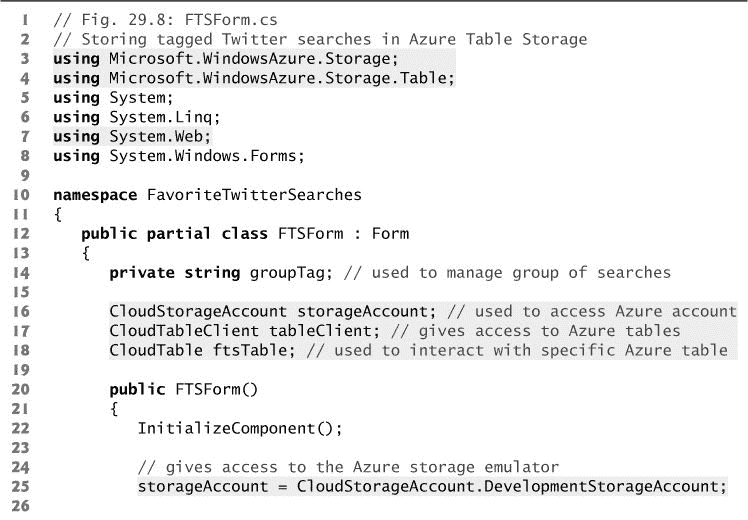 1 // Fig. 29.8: FTSForm.cs
2 // Storing tagged Twitter searches in Azure Table Storage
3 using Microsoft.WindowsAzure.Storage;
4 using Microsoft.WindowsAzure.Storage.Table;
5 using System;
6 using System.Linq;
7 using System.Web;
8 using System.Windows.Forms;
9
10 namespace FavoriteTwitterSearches
11 {
12    public partial class FTSForm : Form
13    {
14       private string groupTag; // used to manage group of searches
15
16       CloudStorageAccount storageAccount; // used to access Azure account
17       CloudTableClient tableClient; // gives access to Azure tables
18       CloudTable ftsTable; // used to interact with specific Azure table
19
20       public FTSForm()
21       {
22          InitializeComponent();
23
24          // gives access to the Azure storage emulator
25          storageAccount = CloudStorageAccount.DevelopmentStorageAccount;
26